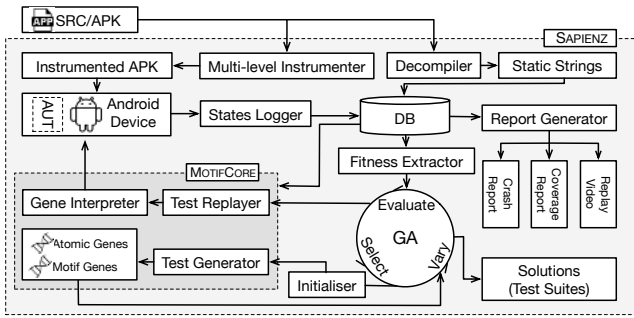 APP SRC/APK
SAPIENZ
Instrumented APK
Multi-level Instrumenter
Decompiler
Static Strings
AUT
Android
Device
States Logger
DB
Report Generator
Fitness Extractor
Crash
Report
Coverage
Report
Replay
Video
MOTIFCORE
Gene Interpreter
Test Replayer
Evaluate
GA
Select
Vary
Atomic Genes
Motif Genes
Test Generator
Initialiser
Solutions
(Test Suites)